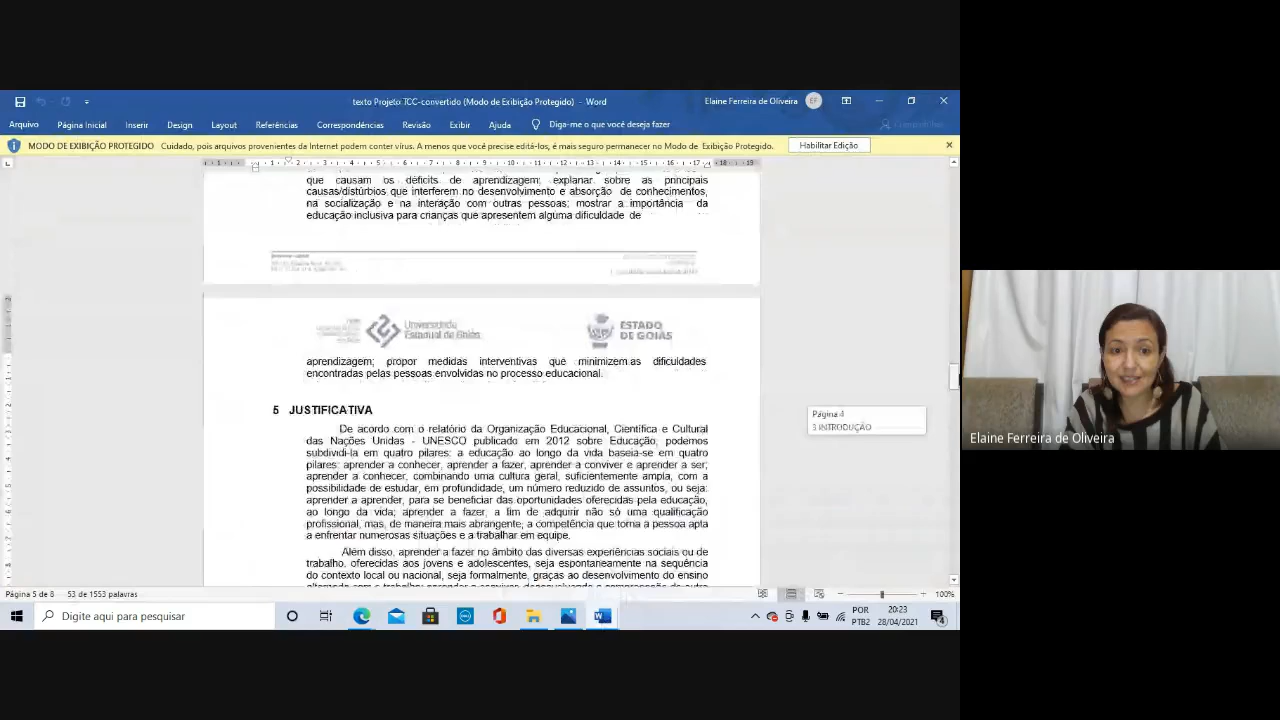 texto Projeto TCC-convertido (Modo de Exibição Protegido) - Word
Elaine Ferreira de Oliveira
EF
Arquivo
Página Inicial
Inserir
Design
Layout
Referências
Correspondências
Revisão
Exibir
Ajuda
Diga-me o que você deseja fazer
MODO DE EXIBIÇÃO PROTEGIDO Cuidado, pois arquivos provenientes da Internet podem conter vírus. A menos que você precise editá-los, é mais seguro permanecer no Modo de Exibição Protegido.
Habilitar Edição
que causam os déficits de aprendizagem; explanar sobre as principais
causas/distúrbios que interferem no desenvolvimento e absorção de conhecimentos,
na socialização e na interação com outras pessoas; mostrar a importância da
educação inclusiva para crianças que apresentem alguma dificuldade de
Universidade
Estadual de Goiás
ESTADO
DE GOIÁS
aprendizagem; propor medidas interventivas que minimizem as dificuldades
encontradas pelas pessoas envolvidas no processo educacional.
5 JUSTIFICATIVA
De acordo com o relatório da Organização Educacional, Científica e Cultural
das Nações Unidas - UNESCO publicado em 2012 sobre Educação, podemos
subdividi-la em quatro pilares: a educação ao longo da vida baseia-se em quatro
pilares: aprender a conhecer, aprender a fazer, aprender a conviver e aprender a ser;
aprender a conhecer, combinando uma cultura geral, suficientemente ampla, com a
possibilidade de estudar, em profundidade, um número reduzido de assuntos, ou seja:
aprender a aprender, para se beneficiar das oportunidades oferecidas pela educação,
ao longo da vida; aprender a fazer, a fim de adquirir não só uma qualificação
profissional, mas, de maneira mais abrangente, a competência que torna a pessoa apta
a enfrentar numerosas situações e a trabalhar em equipe.
Além disso, aprender a fazer no âmbito das diversas experiências sociais ou de
trabalho, oferecidas aos jovens e adolescentes, seja espontaneamente na sequência
do contexto local ou nacional, seja formalmente, graças ao desenvolvimento do ensino
Página 4
3 INTRODUÇÃO
Elaine Ferreira de Oliveira
Página 5 de 8
53 de 1553 palavras
100%
Digite aqui para pesquisar
POR
PTB2
20:23
28/04/2021
4